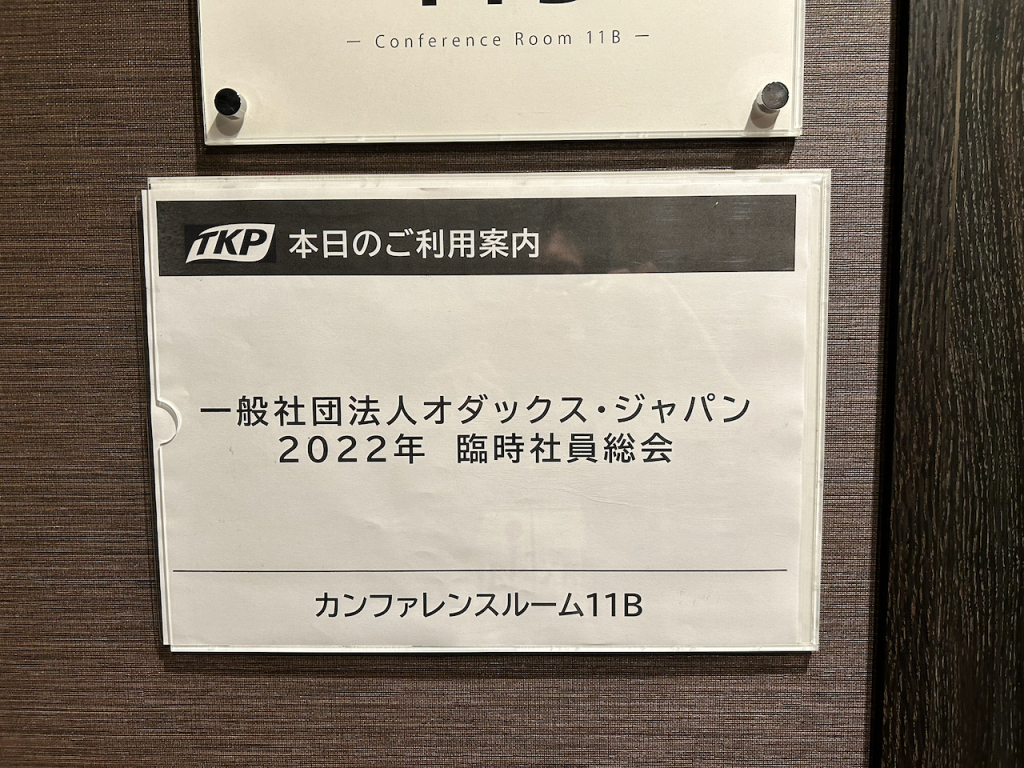 — Conference Room 11B —
TKP 本日のご利用案内
一般社団法人オダックス・ジャパン
2022年 臨時社員総会
カンファレンスルーム11B